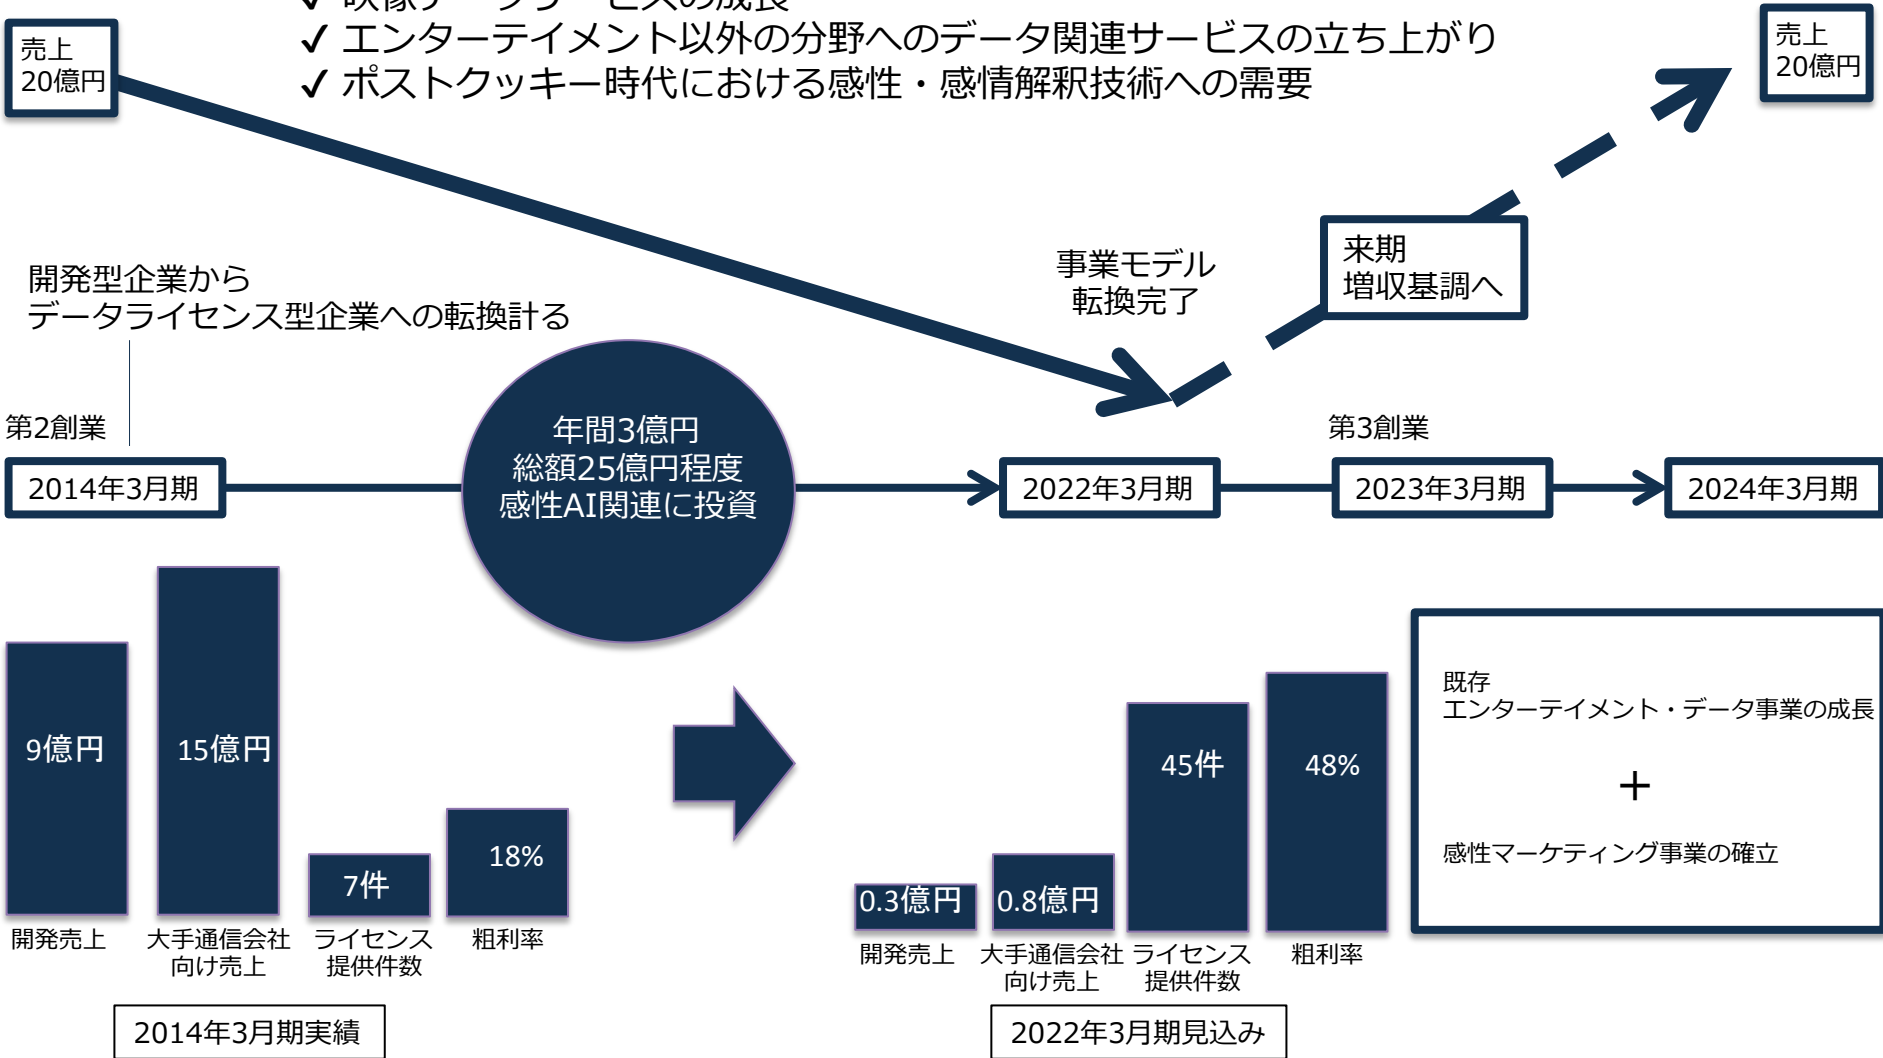 ✓ 映像データサービスの成長
✓ エンターテイメント以外の分野へのデータ関連サービスの立ち上がり
✓ ポストクッキー時代における感性・感情解釈技術への需要
売上
20億円
売上
20億円
開発型企業から
データライセンス型企業への転換計る
事業モデル
転換完了
来期
増収基調へ
第2創業
2014年3月期
年間3億円
総額25億円程度
感性AI関連に投資
2022年3月期
第3創業
2023年3月期
2024年3月期
9億円
15億円
7件
18%
開発売上
大手通信会社
向け売上
ライセンス
提供件数
粗利率
2014年3月期実績
0.3億円
0.8億円
45件
48%
開発売上
大手通信会社
向け売上
ライセンス
提供件数
粗利率
2022年3月期見込み
既存
エンターテイメント・データ事業の成長
+
感性マーケティング事業の確立